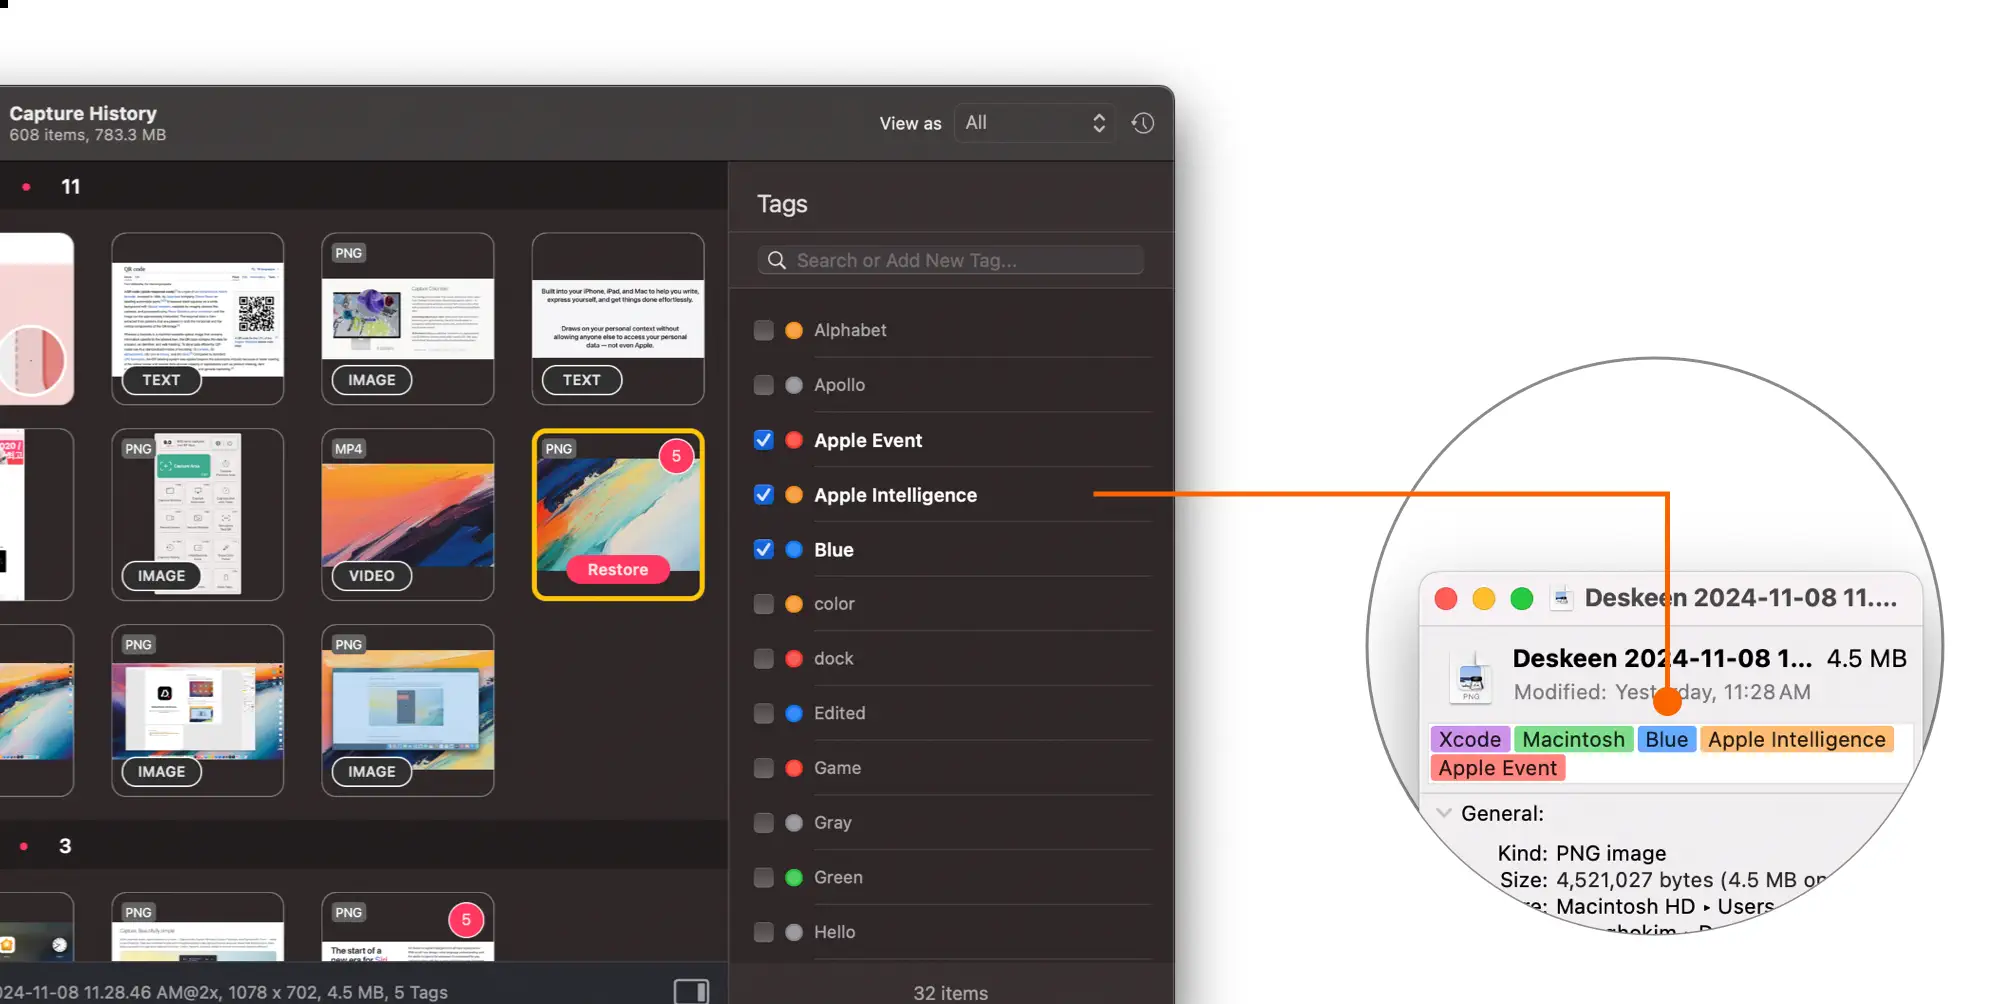 Capture History
608 items, 783.3 MB
View as
All
11
QR code
TEXT
PNG
IMAGE
Built into your iPhone, iPad, and Mac to help you write,
express yourself, and get things done effortlessly.
Draws on your personal context without
allowing anyone else to access your personal
data — not even Apple.
TEXT
PNG
Capture Area
IMAGE
MP4
VIDEO
PNG
5
Restore
PNG
IMAGE
PNG
IMAGE
3
PNG
PNG
5
The start of a
new era for Siri
24-11-08 11.28.46 AM@2x, 1078 x 702, 4.5 MB, 5 Tags
Tags
Search or Add New Tag...
Alphabet
Apollo
Apple Event
Apple Intelligence
Blue
color
dock
Edited
Game
Gray
Green
Hello
32 items
Deskeen 2024-11-08 11....
Deskeen 2024-11-08 1... 4.5 MB
Modified: Yesterday, 11:28 AM
PNG
Xcode Macintosh Blue Apple Intelligence
Apple Event
General:
Kind: PNG image
Size: 4,521,027 bytes (4.5 MB on
Macintosh HD ▸ Users